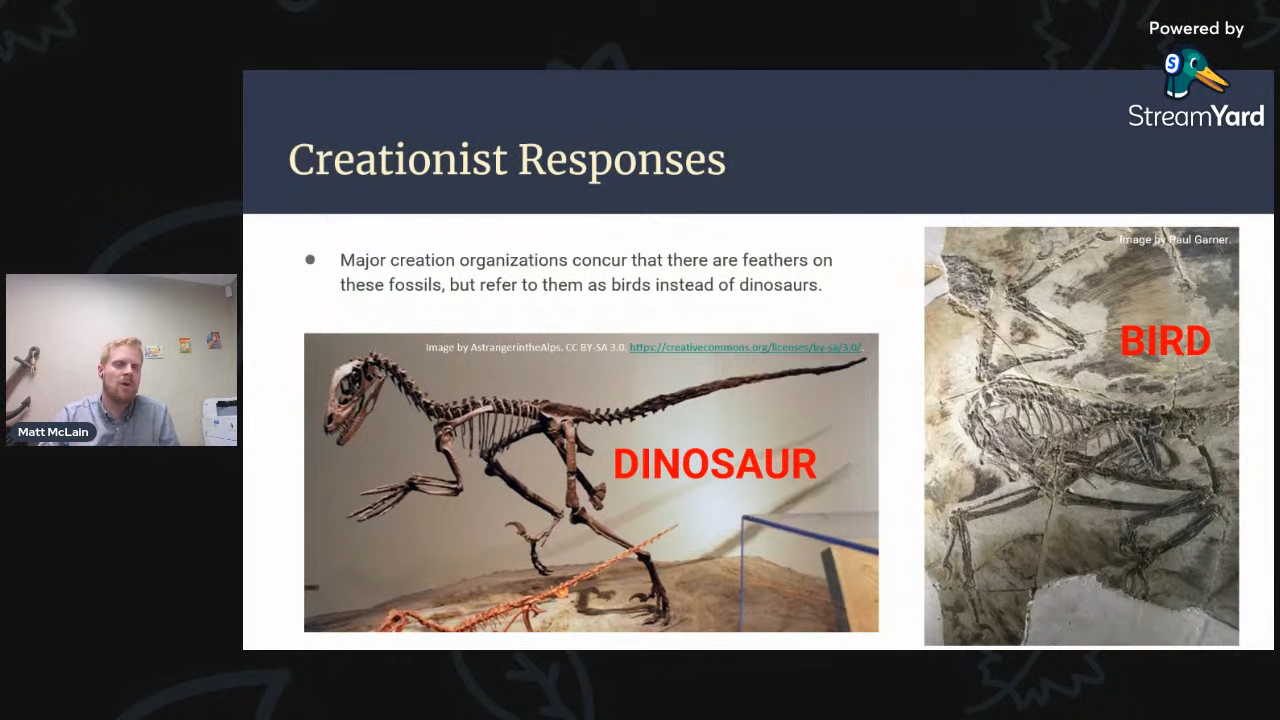 Powered by
S
StreamYard
Creationist Responses
● Major creation organizations concur that there are feathers on
these fossils, but refer to them as birds instead of dinosaurs.
Image by AstrangerintheAlps. CC BY-SA 3.0. https://creativecommons.org/licenses/by-sa/3.0/.
DINOSAUR
Image by Paul Garner.
BIRD
Matt McLain